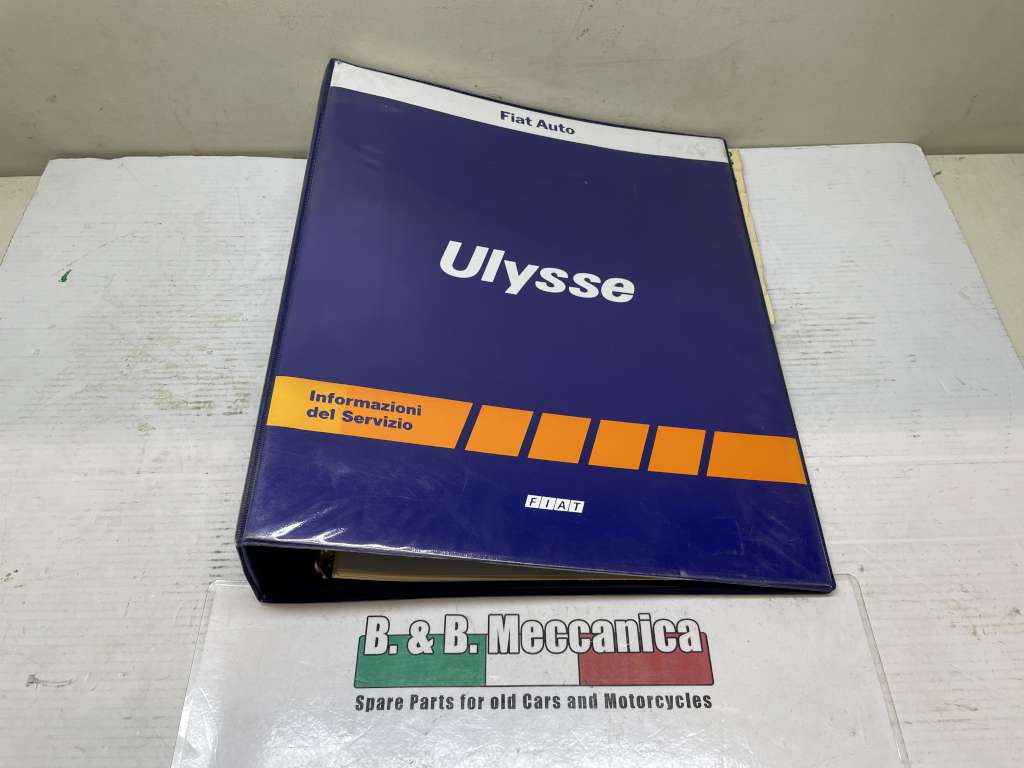 Fiat Auto
Ulysse
Informazioni
del Servizio
FIAT
B. & B. Meccanica
Spare Parts for old Cars and Motorcycles